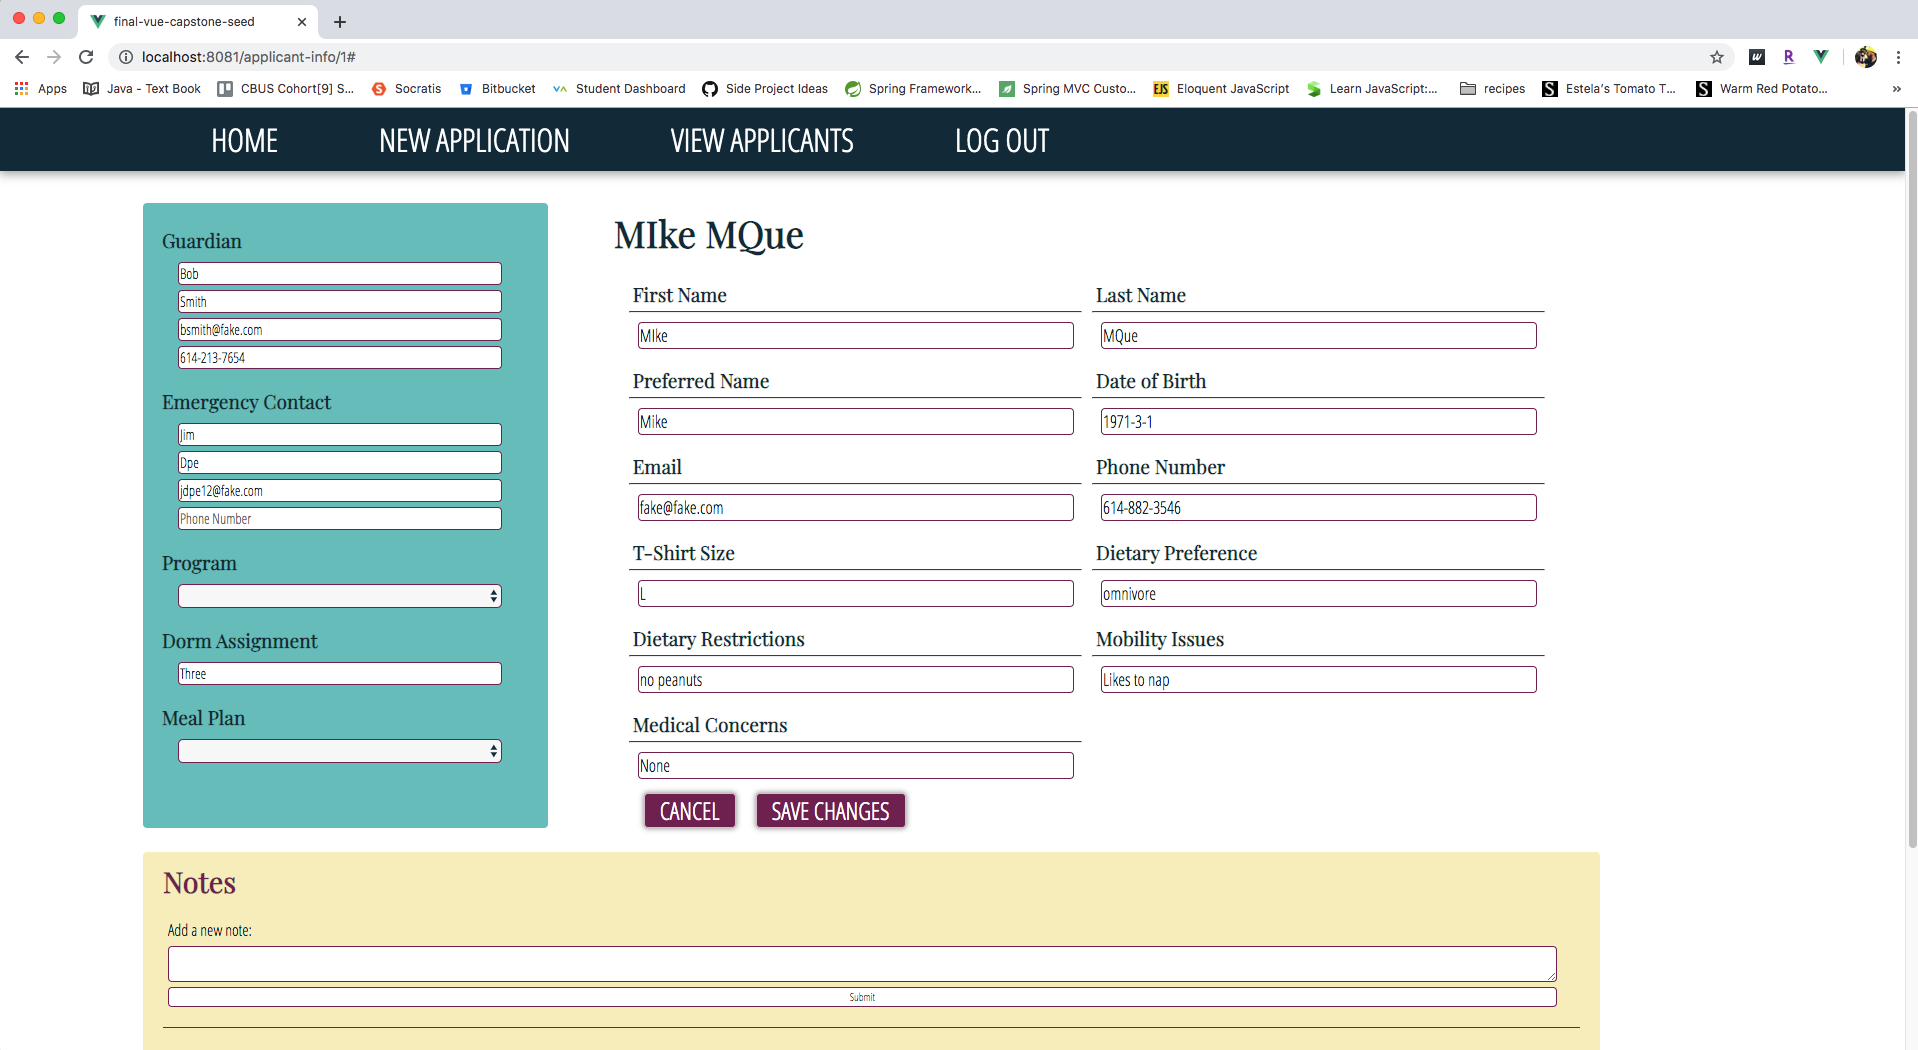 final-vue-capstone-seed
localhost:8081/applicant-info/1#
Apps Java - Text Book CBUS Cohort[9] S... Socratis Bitbucket Student Dashboard Side Project Ideas Spring Framework... Spring MVC Custo... EJS Eloquent JavaScript Learn JavaScript:... recipes S Estela's Tomato T... S Warm Red Potato... »
HOME NEW APPLICATION VIEW APPLICANTS LOG OUT
Guardian
Bob
Smith
bsmith@fake.com
614-213-7654
Emergency Contact
Jim
Dpe
jdpe12@fake.com
Phone Number
Program
Dorm Assignment
Three
Meal Plan
MIke MQue
First Name
MIke
Last Name
MQue
Preferred Name
Mike
Date of Birth
1971-3-1
Email
fake@fake.com
Phone Number
614-882-3546
T-Shirt Size
L
Dietary Preference
omnivore
Dietary Restrictions
no peanuts
Mobility Issues
Likes to nap
Medical Concerns
None
CANCEL SAVE CHANGES
Notes
Add a new note:
Submit